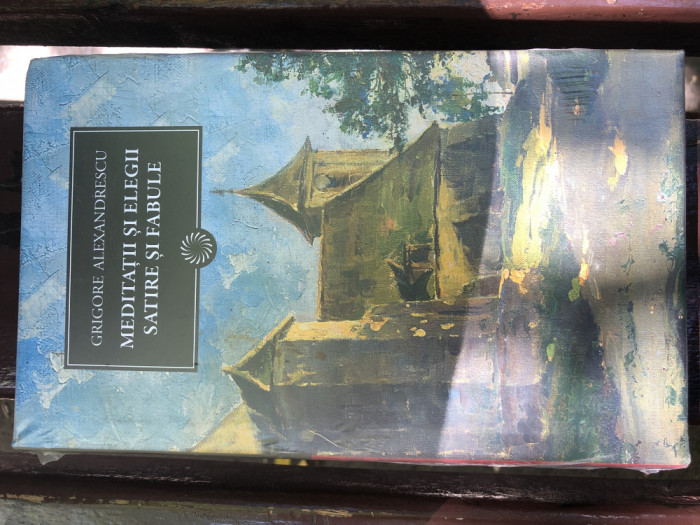 GRIGORE ALEXANDRESCU
MEDITAȚII ȘI ELEGII
SATIRE ȘI FABULE